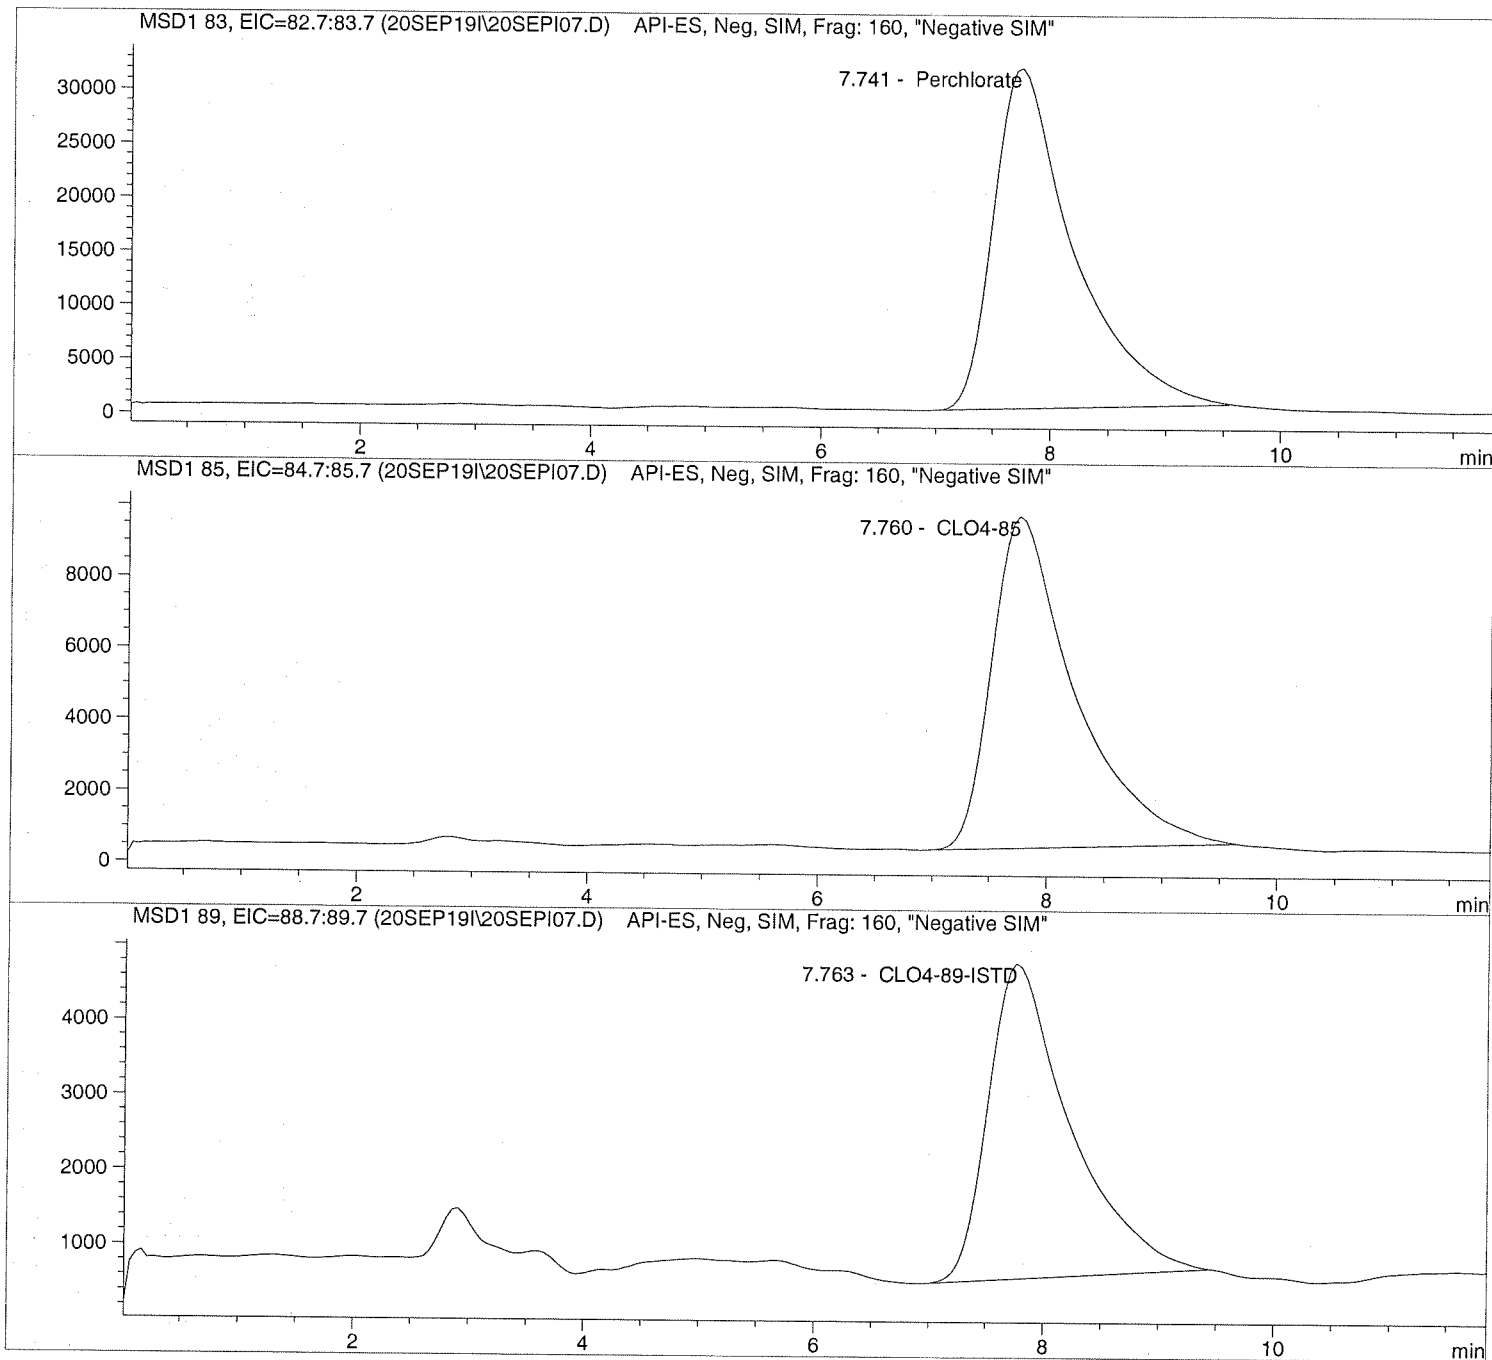 MSD1 83, EIC=82.7:83.7 (20SEP19I\20SEPI07.D) API-ES, Neg, SIM, Frag: 160, "Negative SIM"
7.741 - Perchlorate
30000
25000
20000
15000
10000
5000
0
2 4 6 8 10 min
MSD1 85, EIC=84.7:85.7 (20SEP19I\20SEPI07.D) API-ES, Neg, SIM, Frag: 160, "Negative SIM"
7.760 - CLO4-85
8000
6000
4000
2000
0
2 4 6 8 10 min
MSD1 89, EIC=88.7:89.7 (20SEP19I\20SEPI07.D) API-ES, Neg, SIM, Frag: 160, "Negative SIM"
7.763 - CLO4-89-ISTD
4000
3000
2000
1000
2 4 6 8 10 min